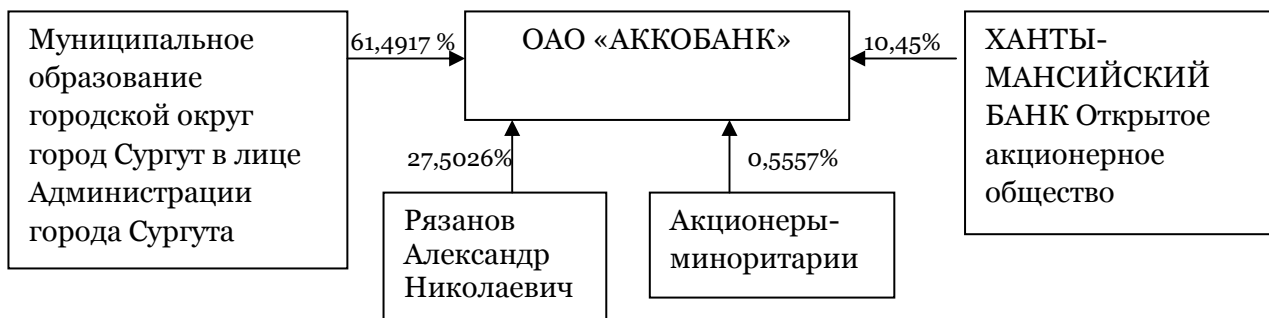 Муниципальное
образование
городской округ
город Сургут в лице
Администрации
города Сургута
61,4917 %
ОАО «АККОБАНК»
10,45%
ХАНТЫ-
МАНСИЙСКИЙ
БАНК Открытое
акционерное
общество
27,5026%
0,5557%
Рязанов
Александр
Николаевич
Акционеры-
миноритарии